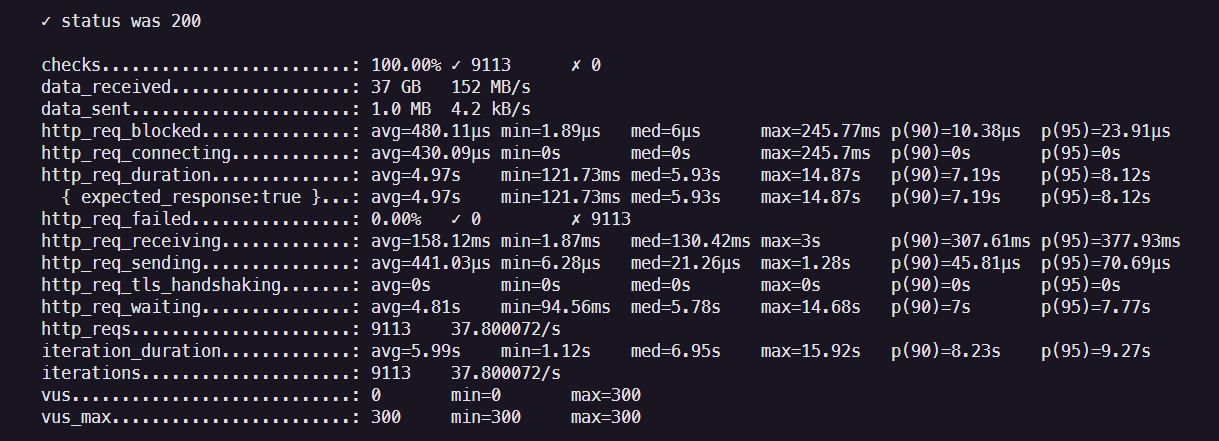 ✓ status was 200
checks.........................: 100.00% ✓ 9113 ✗ 0
data_received..................: 37 GB 152 MB/s
data_sent......................: 1.0 MB 4.2 kB/s
http_req_blocked...............: avg=480.11µs min=1.89µs med=6µs max=245.77ms p(90)=10.38µs p(95)=23.91µs
http_req_connecting............: avg=430.09µs min=0s med=0s max=245.7ms p(90)=0s p(95)=0s
http_req_duration..............: avg=4.97s min=121.73ms med=5.93s max=14.87s p(90)=7.19s p(95)=8.12s
{ expected_response:true }...: avg=4.97s min=121.73ms med=5.93s max=14.87s p(90)=7.19s p(95)=8.12s
http_req_failed................: 0.00% ✓ 0 ✗ 9113
http_req_receiving.............: avg=158.12ms min=1.87ms med=130.42ms max=3s p(90)=307.61ms p(95)=377.93ms
http_req_sending...............: avg=441.03µs min=6.28µs med=21.26µs max=1.28s p(90)=45.81µs p(95)=70.69µs
http_req_tls_handshaking.......: avg=0s min=0s med=0s max=0s p(90)=0s p(95)=0s
http_req_waiting...............: avg=4.81s min=94.56ms med=5.78s max=14.68s p(90)=7s p(95)=7.77s
http_reqs......................: 9113 37.800072/s
iteration_duration.............: avg=5.99s min=1.12s med=6.95s max=15.92s p(90)=8.23s p(95)=9.27s
iterations.....................: 9113 37.800072/s
vus............................: 0 min=0 max=300
vus_max........................: 300 min=300 max=300